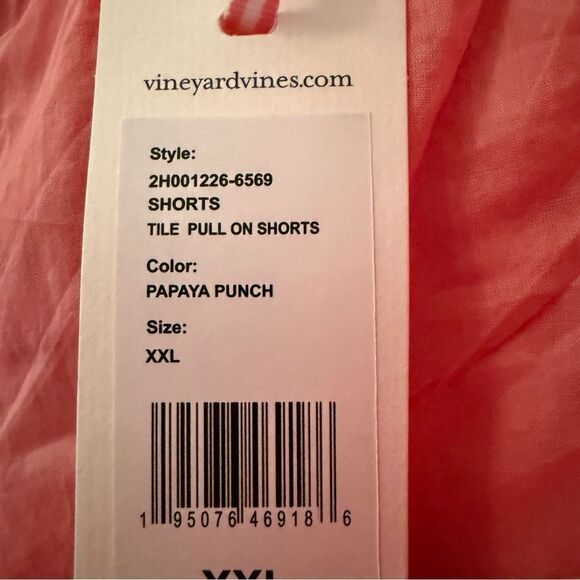 vineyardvines.com
Style:
2H001226-6569
SHORTS
TILE PULL ON SHORTS
Color:
PAPAYA PUNCH
Size:
XXL
1 95076 46918 6
XXL